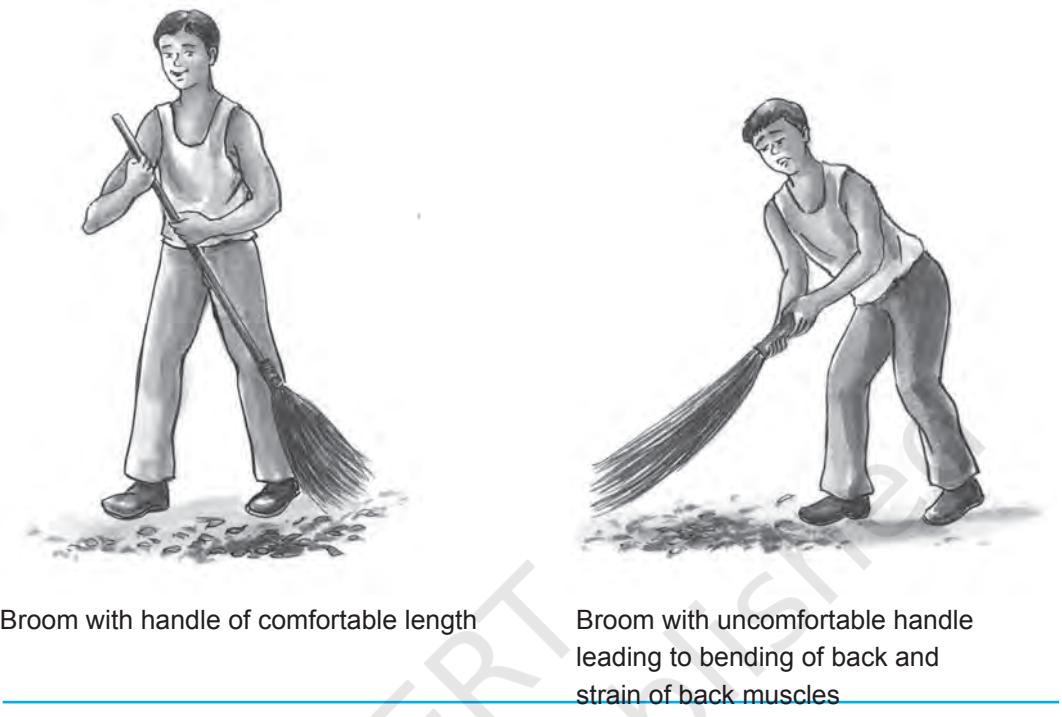 Broom with handle of comfortable length
Broom with uncomfortable handle
leading to bending of back and
strain of back muscles